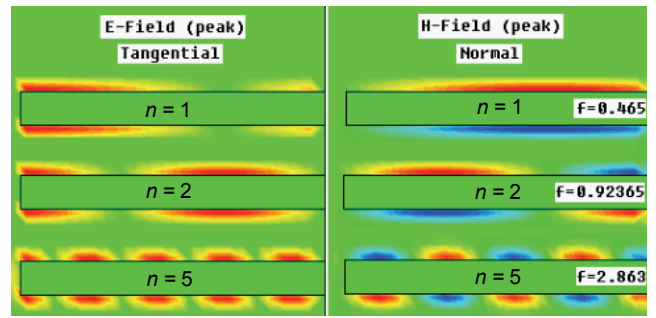 E-Field (peak)
Tangential
H-Field (peak)
Normal
n = 1
n = 1
f=0.465
n = 2
n = 2
f=0.92365
n = 5
n = 5
f=2.863